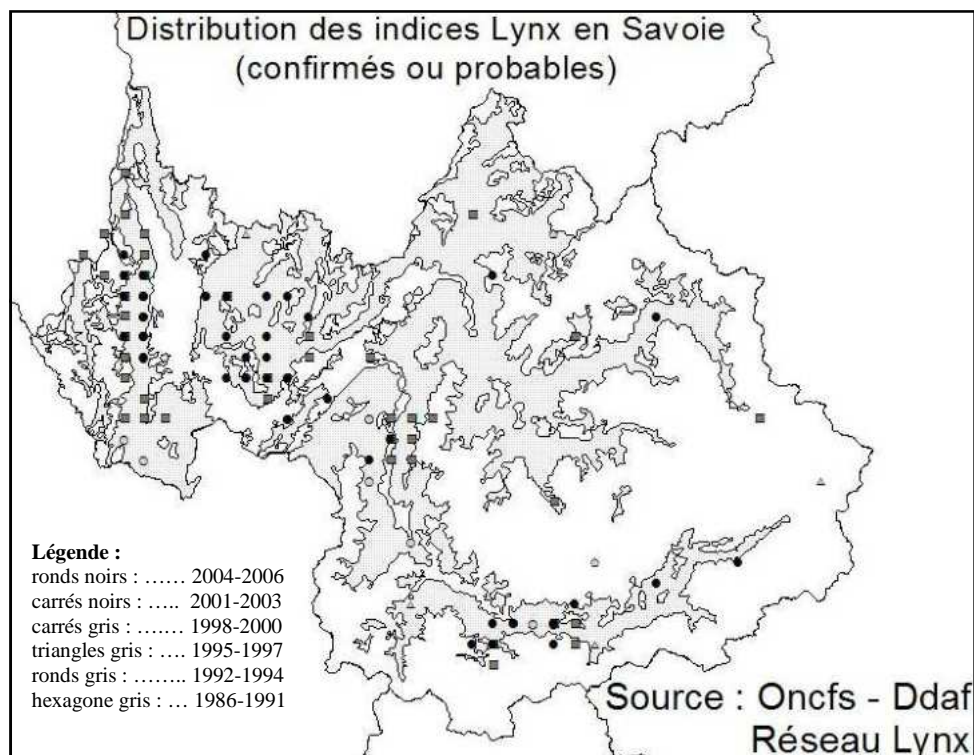 Distribution des indices Lynx en Savoie
(confirmés ou probables)
Légende :
ronds noirs : …... 2004-2006
carrés noirs : ….. 2001-2003
carrés gris : ….… 1998-2000
triangles gris : …. 1995-1997
ronds gris : …….. 1992-1994
hexagone gris : … 1986-1991
Source : Oncfs - Ddaf
Réseau Lynx